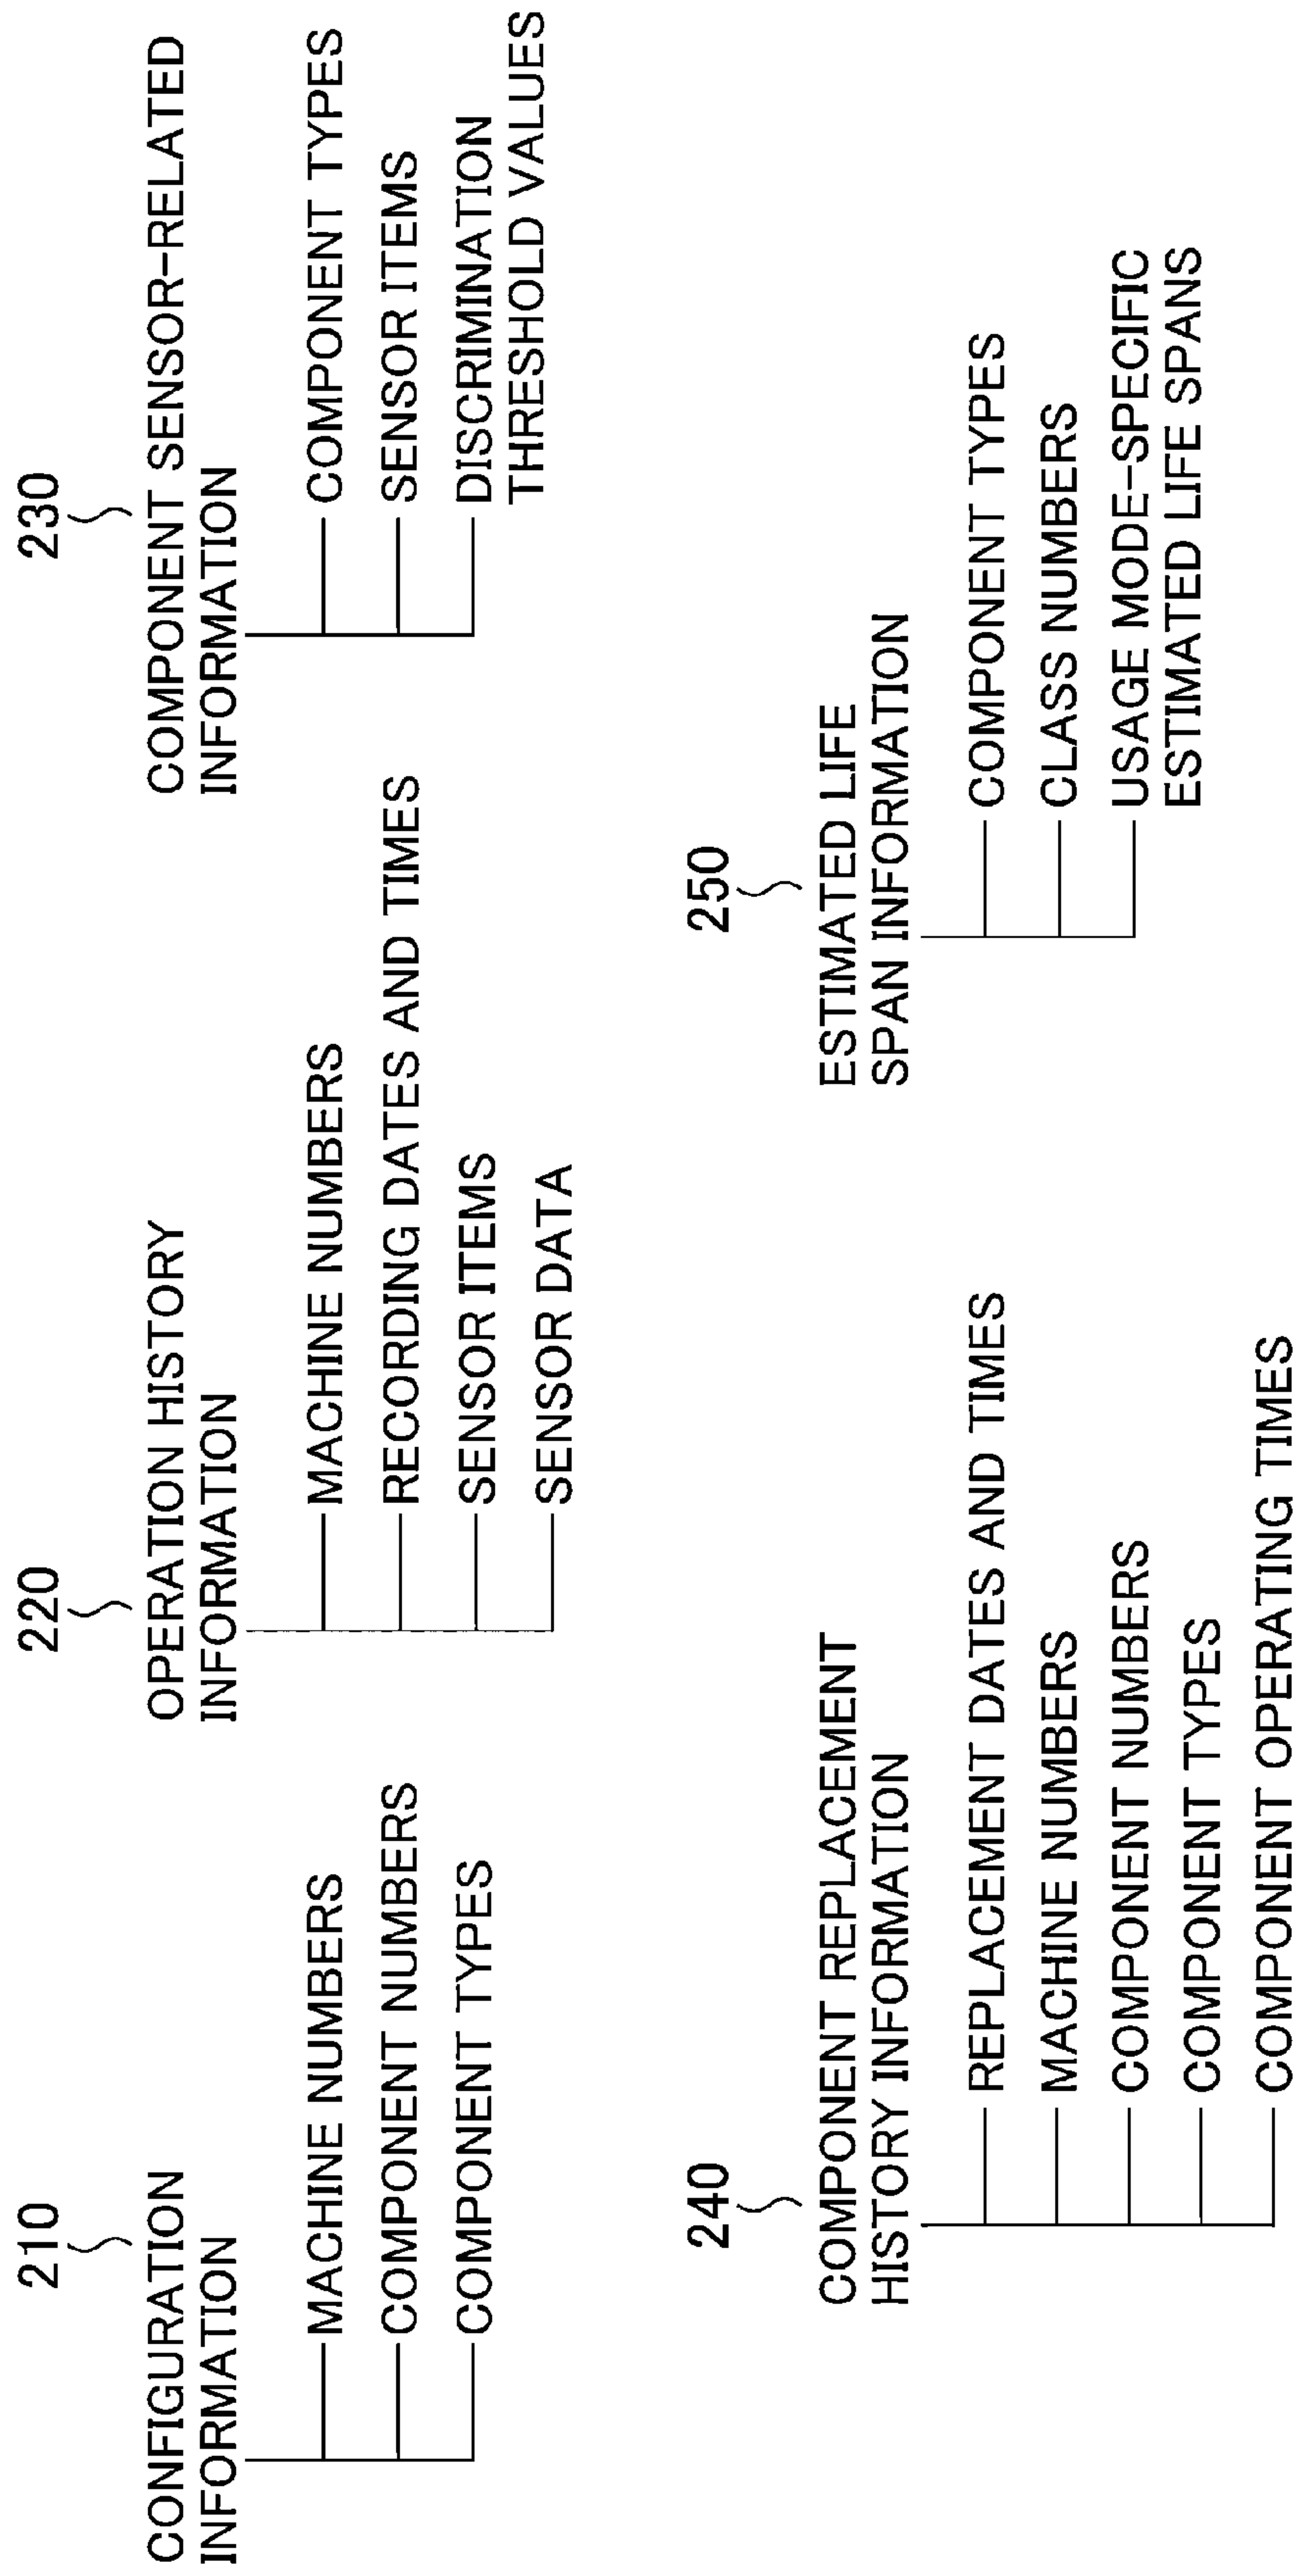 210
CONFIGURATION
INFORMATION
MACHINE NUMBERS
COMPONENT NUMBERS
COMPONENT TYPES
220
OPERATION HISTORY
INFORMATION
MACHINE NUMBERS
RECORDING DATES AND TIMES
SENSOR ITEMS
SENSOR DATA
230
COMPONENT SENSOR-RELATED
INFORMATION
COMPONENT TYPES
SENSOR ITEMS
DISCRIMINATION
THRESHOLD VALUES
240
COMPONENT REPLACEMENT
HISTORY INFORMATION
REPLACEMENT DATES AND TIMES
MACHINE NUMBERS
COMPONENT NUMBERS
COMPONENT TYPES
COMPONENT OPERATING TIMES
250
ESTIMATED LIFE
SPAN INFORMATION
COMPONENT TYPES
CLASS NUMBERS
USAGE MODE-SPECIFIC
ESTIMATED LIFE SPANS